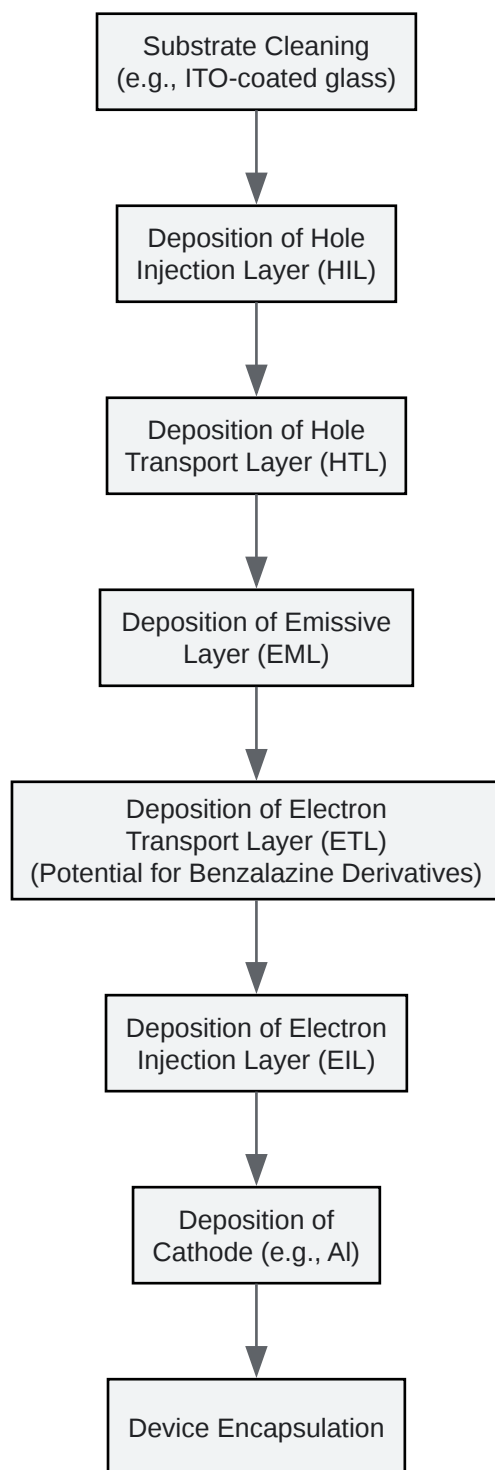 Substrate Cleaning
(e.g., ITO-coated glass)
Deposition of Hole
Injection Layer (HIL)
Deposition of Hole
Transport Layer (HTL)
Deposition of Emissive
Layer (EML)
Deposition of Electron
Transport Layer (ETL)
(Potential for Benzalazine Derivatives)
Deposition of Electron
Injection Layer (EIL)
Deposition of
Cathode (e.g., Al)
Device Encapsulation